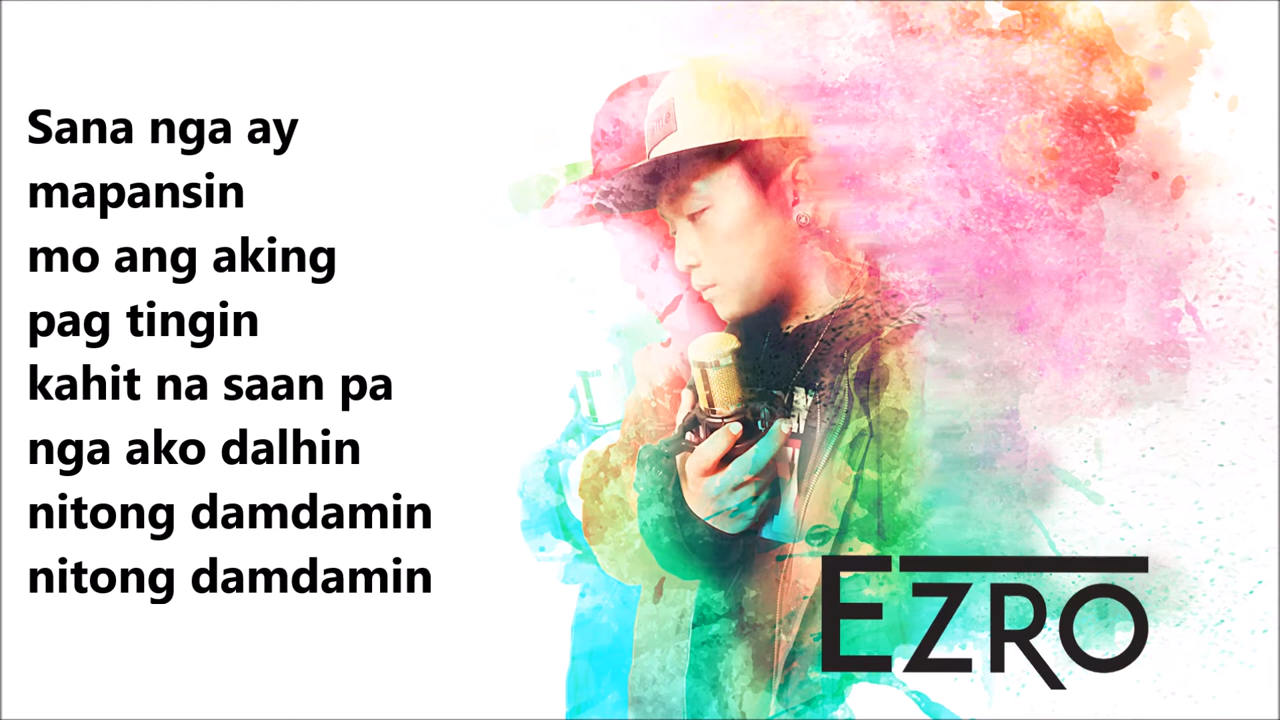 Sana nga ay
mapansin
mo ang aking
pag tingin
kahit na saan pa
nga ako dalhin
nitong damdamin
nitong damdamin
EZRO